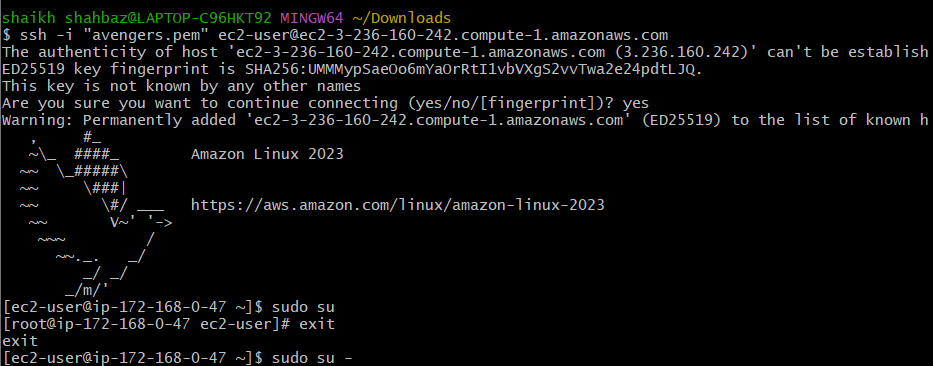 shaikh shahbaz@LAPTOP-C96HKT92 MINGW64 ~/Downloads
$ ssh -i "avengers.pem" ec2-user@ec2-3-236-160-242.compute-1.amazonaws.com
The authenticity of host 'ec2-3-236-160-242.compute-1.amazonaws.com (3.236.160.242)' can't be establish
ED25519 key fingerprint is SHA256:UMMMypSaeOo6mYaOrRtI1vbVXgS2vvTwa2e24pdtLJQ.
This key is not known by any other names
Are you sure you want to continue connecting (yes/no/[fingerprint])? yes
Warning: Permanently added 'ec2-3-236-160-242.compute-1.amazonaws.com' (ED25519) to the list of known h
   ,     #_
   ~\_  ####_        Amazon Linux 2023
  ~~  \_#####\
  ~~     \###|
  ~~       \#/ ___   https://aws.amazon.com/linux/amazon-linux-2023
   ~~       V~' '->
    ~~~         /
      ~~._.   _/
         _/ _/
       _/m/'
[ec2-user@ip-172-168-0-47 ~]$ sudo su
[root@ip-172-168-0-47 ec2-user]# exit
exit
[ec2-user@ip-172-168-0-47 ~]$ sudo su -